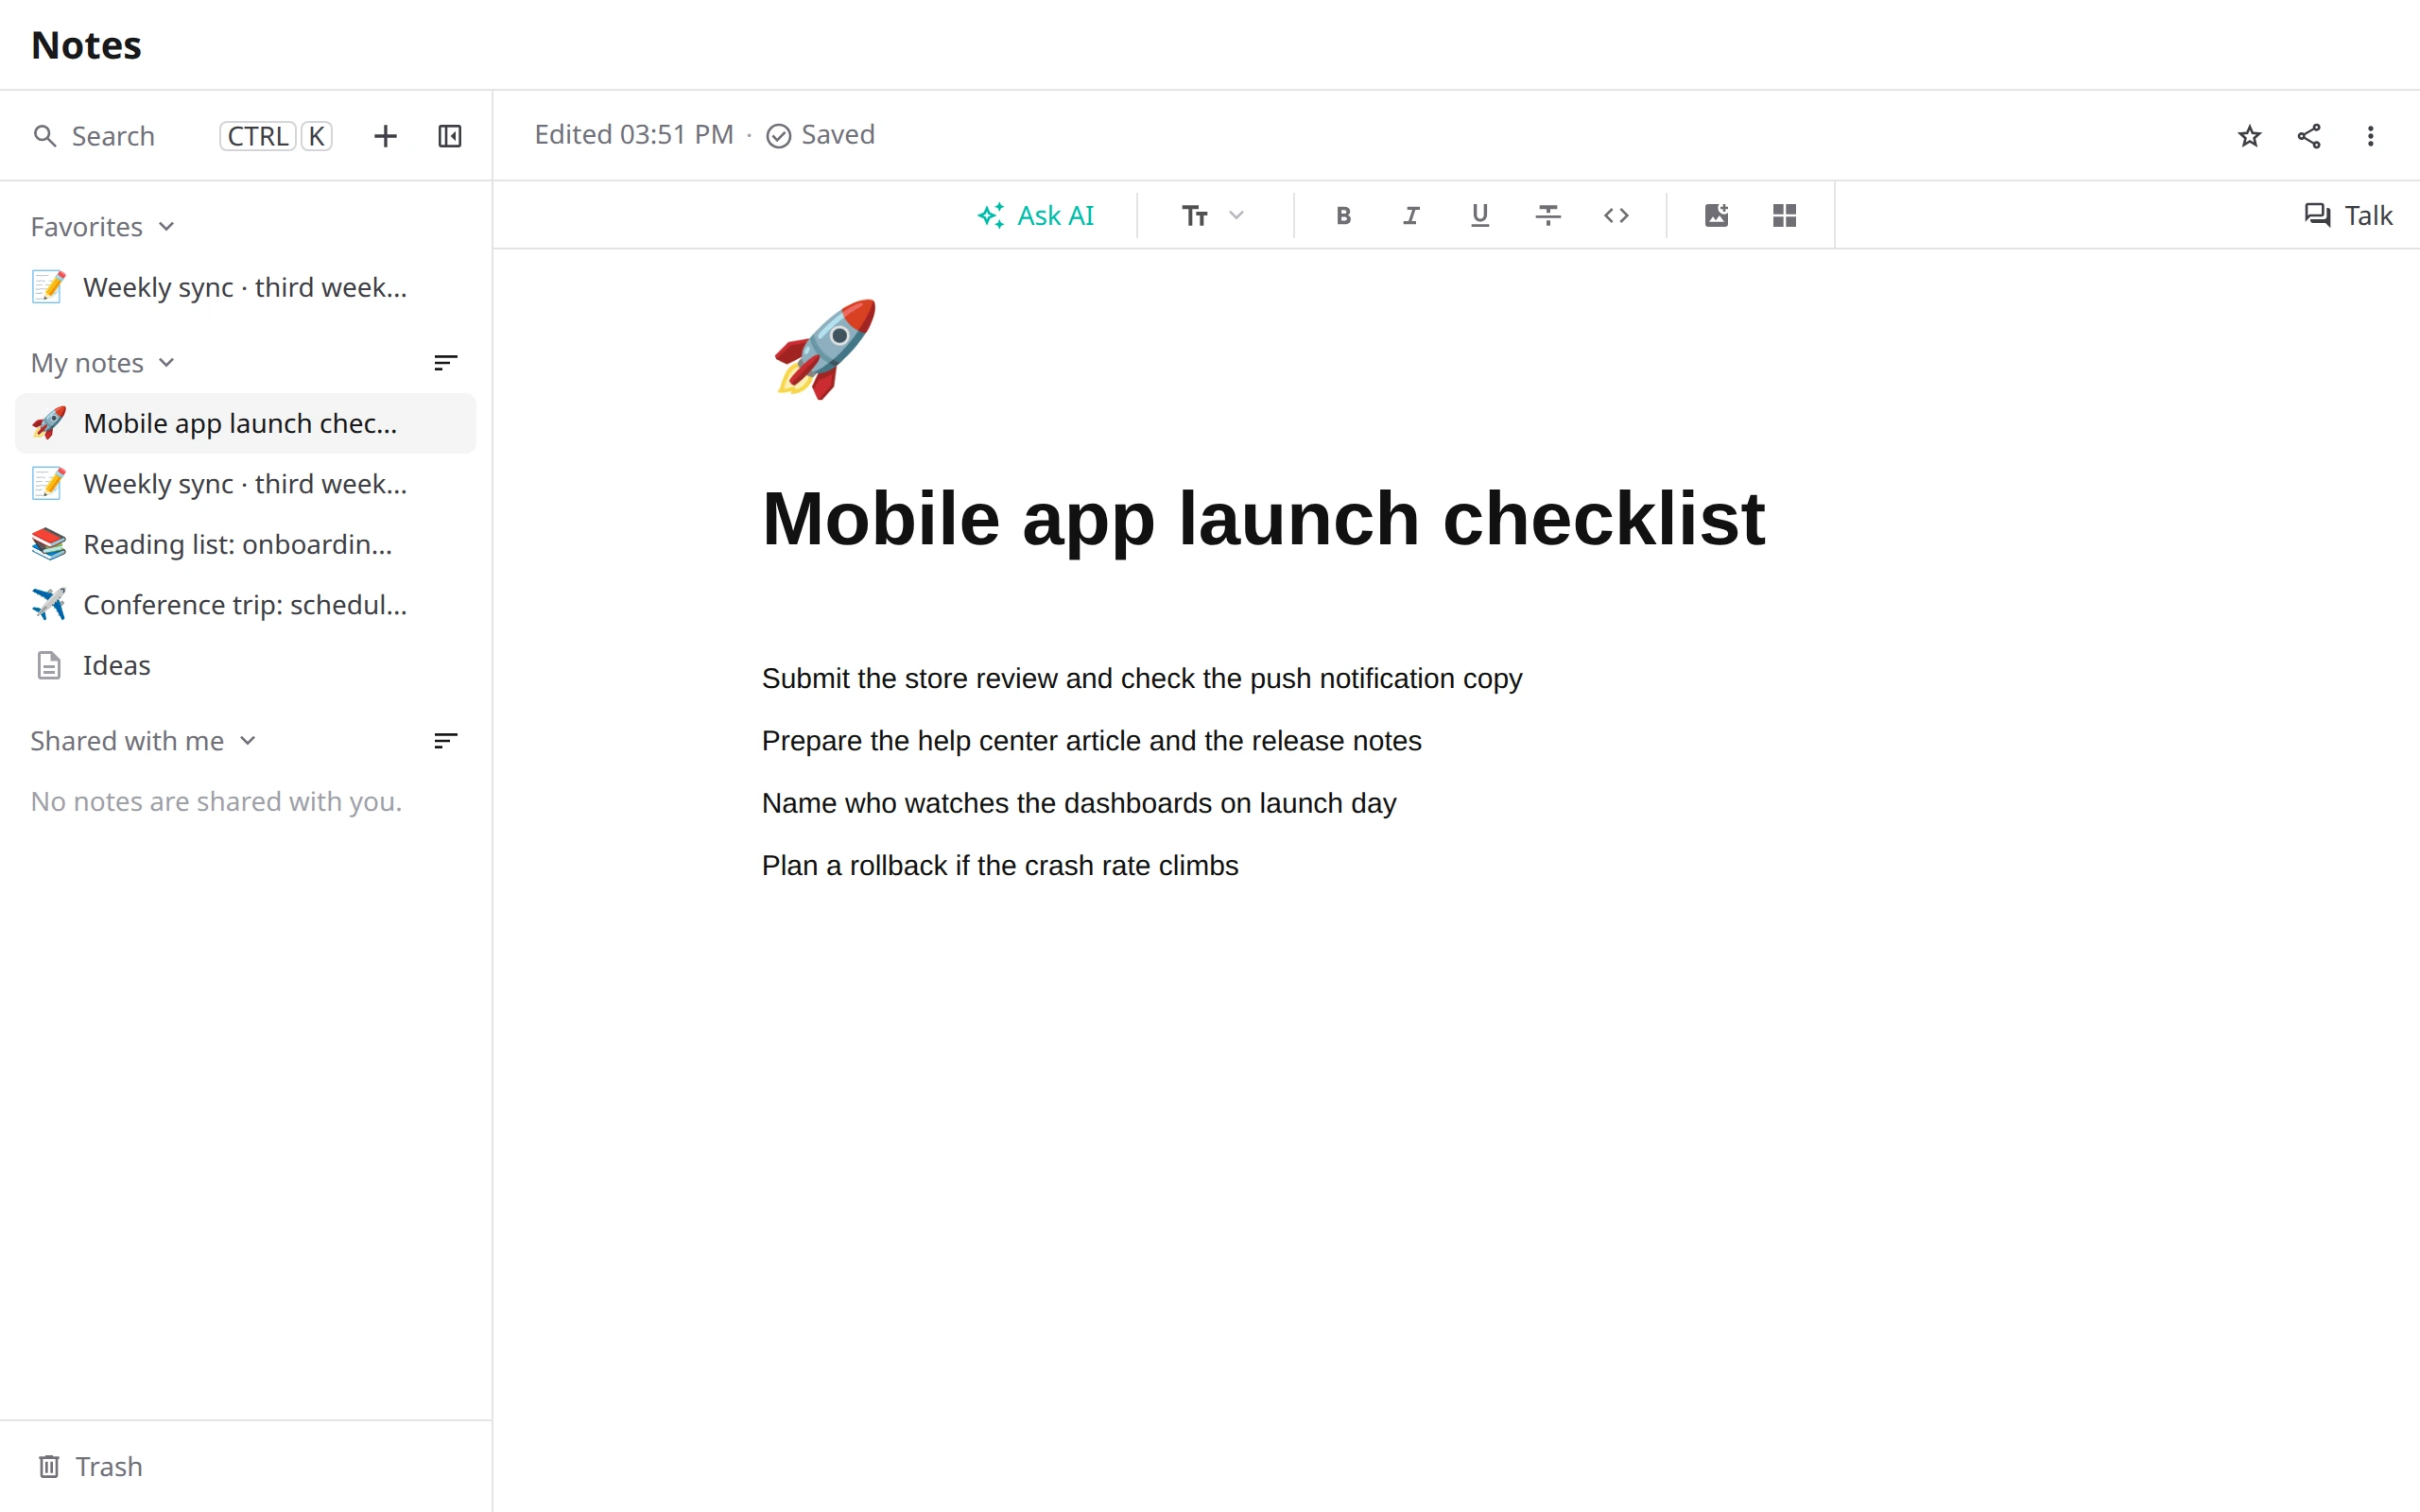 Notes
Search CTRL K
Edited 03:51 PM · Saved
Ask AI
Talk
Favorites
Weekly sync · third week...
My notes
Mobile app launch chec...
Weekly sync · third week...
Reading list: onboardin...
Conference trip: schedul...
Ideas
Shared with me
No notes are shared with you.
Trash
Mobile app launch checklist
Submit the store review and check the push notification copy
Prepare the help center article and the release notes
Name who watches the dashboards on launch day
Plan a rollback if the crash rate climbs